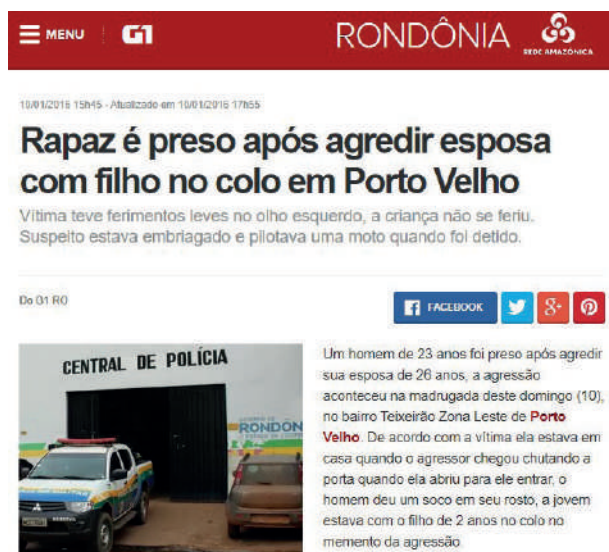 MENU G1 RONDÔNIA REDE AMAZÔNICA
10/01/2016 15h45 - Atualizado em 10/01/2016 17h55
Rapaz é preso após agredir esposa
com filho no colo em Porto Velho
Vítima teve ferimentos leves no olho esquerdo, a criança não se feriu.
Suspeito estava embriagado e pilotava uma moto quando foi detido.
Do G1 RO
FACEBOOK
CENTRAL DE POLÍCIA
RONDÔN
Um homem de 23 anos foi preso após agredir
sua esposa de 26 anos, a agressão
aconteceu na madrugada deste domingo (10),
no bairro Teixeirão Zona Leste de Porto
Velho. De acordo com a vítima ela estava em
casa quando o agressor chegou chutando a
porta quando ela abriu para ele entrar, o
homem deu um soco em seu rosto, a jovem
estava com o filho de 2 anos no colo no
memento da agressão